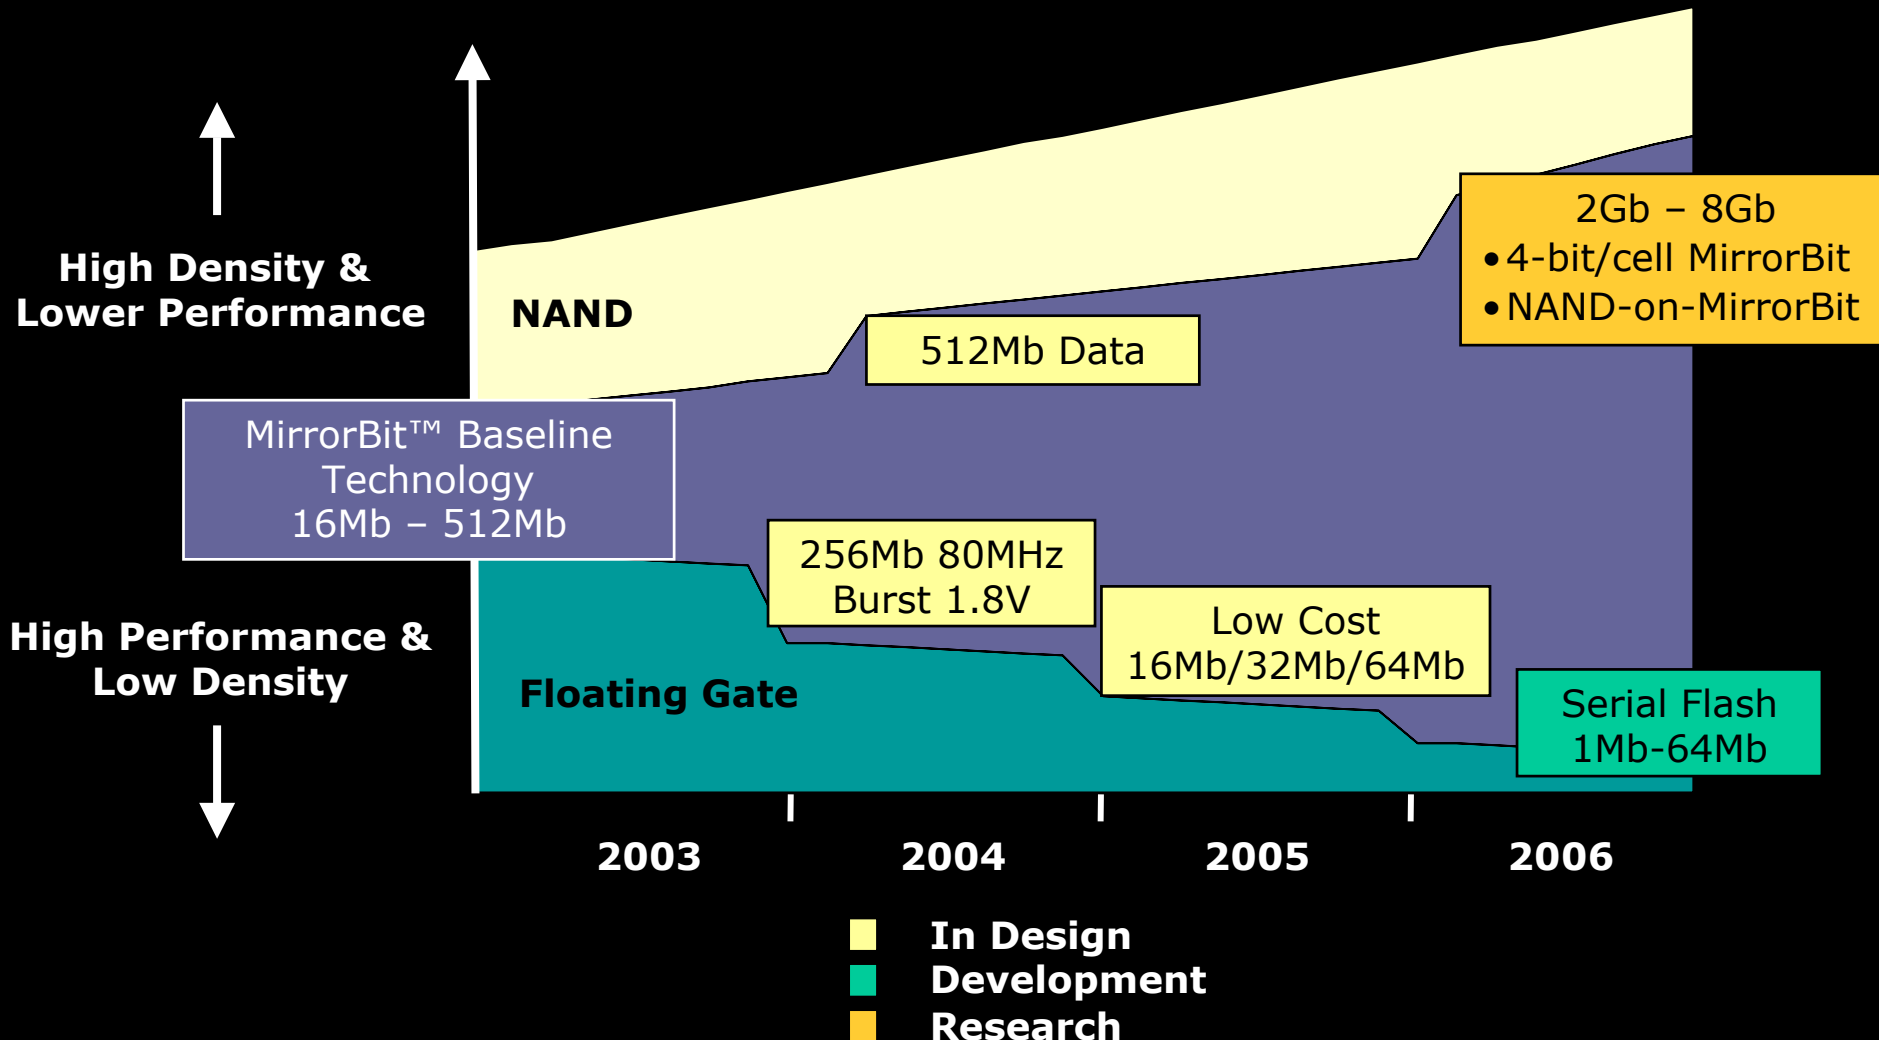 High Density &
Lower Performance
NAND
2Gb – 8Gb
•4-bit/cell MirrorBit
•NAND-on-MirrorBit
512Mb Data
MirrorBit™ Baseline
Technology
16Mb – 512Mb
256Mb 80MHz
Burst 1.8V
Low Cost
16Mb/32Mb/64Mb
High Performance &
Low Density
Floating Gate
Serial Flash
1Mb-64Mb
2003 2004 2005 2006
In Design
Development
Research